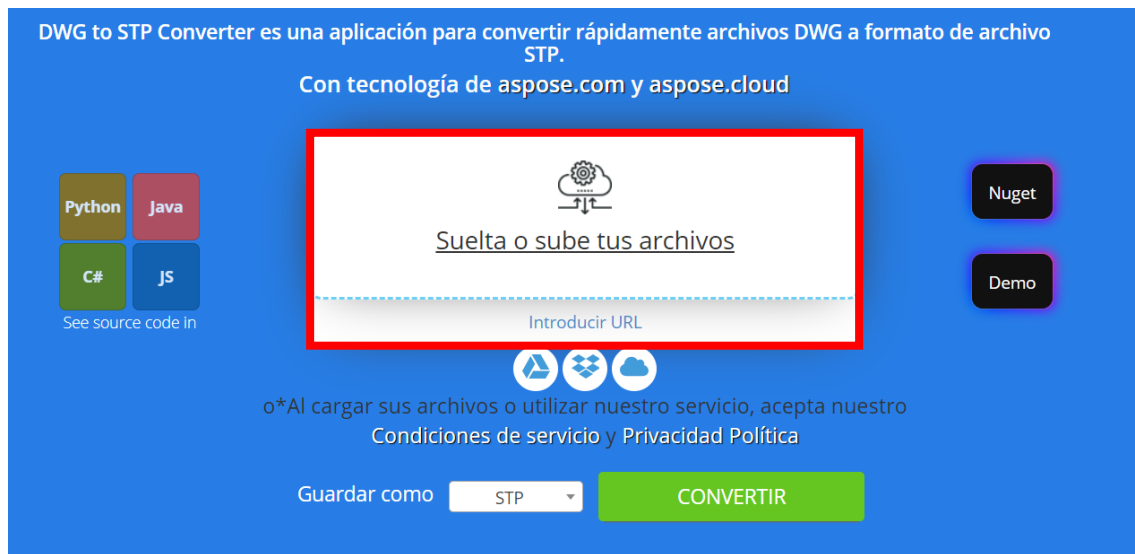 DWG to STP Converter es una aplicación para convertir rápidamente archivos DWG a formato de archivo
STP.
Con tecnología de aspose.com y aspose.cloud
Python
Java
C#
JS
See source code in
Suelta o sube tus archivos
Introducir URL
Nuget
Demo
o*Al cargar sus archivos o utilizar nuestro servicio, acepta nuestro
Condiciones de servicio y Privacidad Política
Guardar como
STP
CONVERTIR